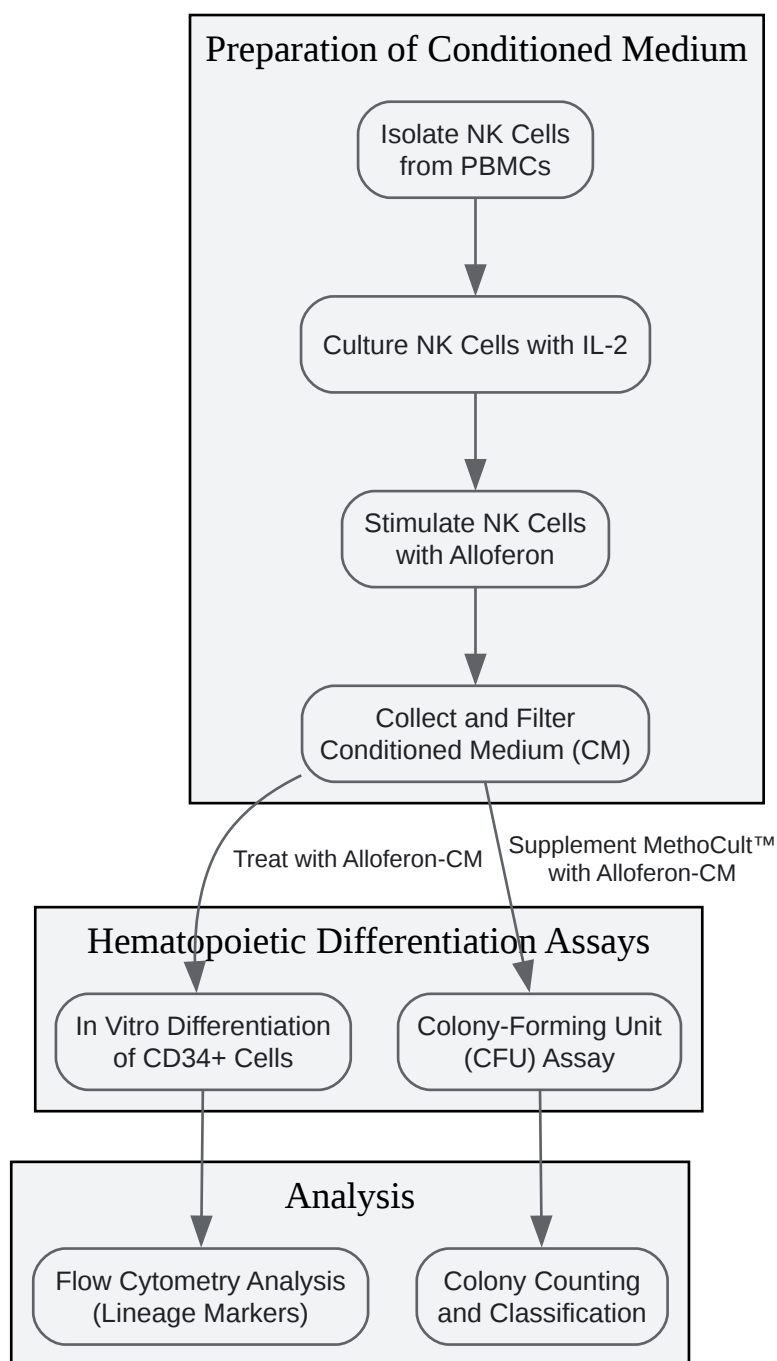 Preparation of Conditioned Medium
Isolate NK Cells
from PBMCs
Culture NK Cells with IL-2
Stimulate NK Cells
with Alloferon
Collect and Filter
Conditioned Medium (CM)
Treat with Alloferon-CM
Supplement MethoCult™
with Alloferon-CM
Hematopoietic Differentiation Assays
In Vitro Differentiation
of CD34+ Cells
Colony-Forming Unit
(CFU) Assay
Analysis
Flow Cytometry Analysis
(Lineage Markers)
Colony Counting
and Classification